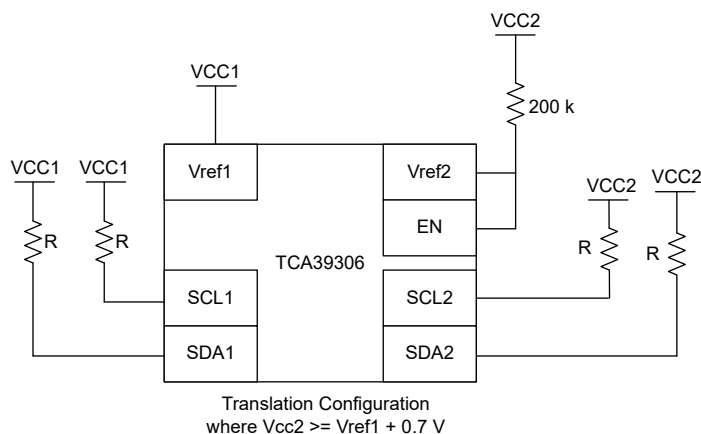 VCC2
VCC1
200 k
VCC1 VCC1
Vref1
Vref2
VCC2 VCC2
EN
R R
R R
TCA39306
SCL1
SCL2
SDA1
SDA2
Translation Configuration
where Vcc2 >= Vref1 + 0.7 V